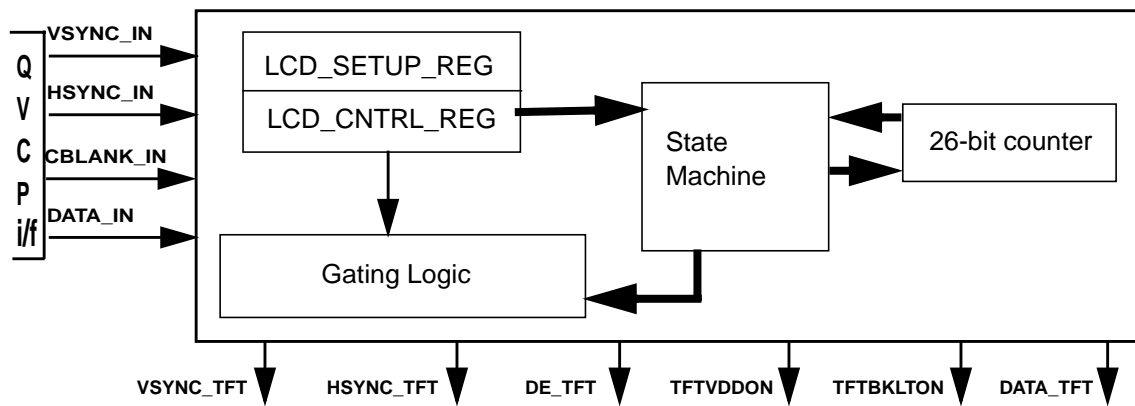 VSYNC_IN
HSYNC_IN
CBLANK_IN
DATA_IN
Q
V
C
P
i/f
LCD_SETUP_REG
LCD_CNTRL_REG
State
Machine
26-bit counter
Gating Logic
VSYNC_TFT
HSYNC_TFT
DE_TFT
TFTVDDON
TFTBKLTON
DATA_TFT